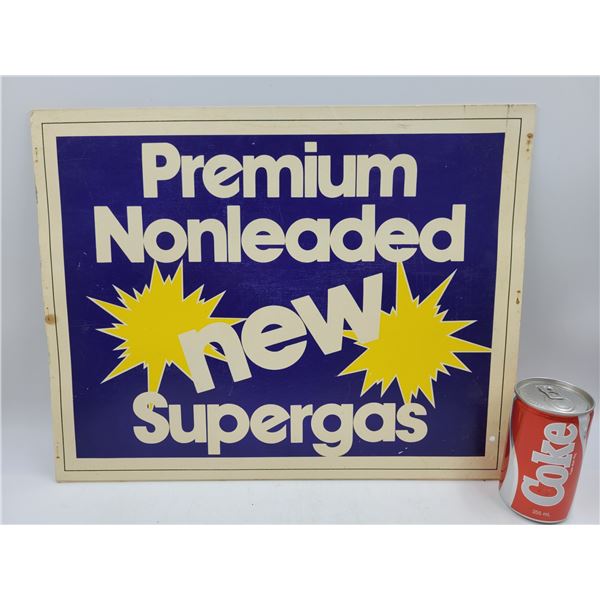 Premium
Nonleaded
new
Supergas
Coke
355 mL